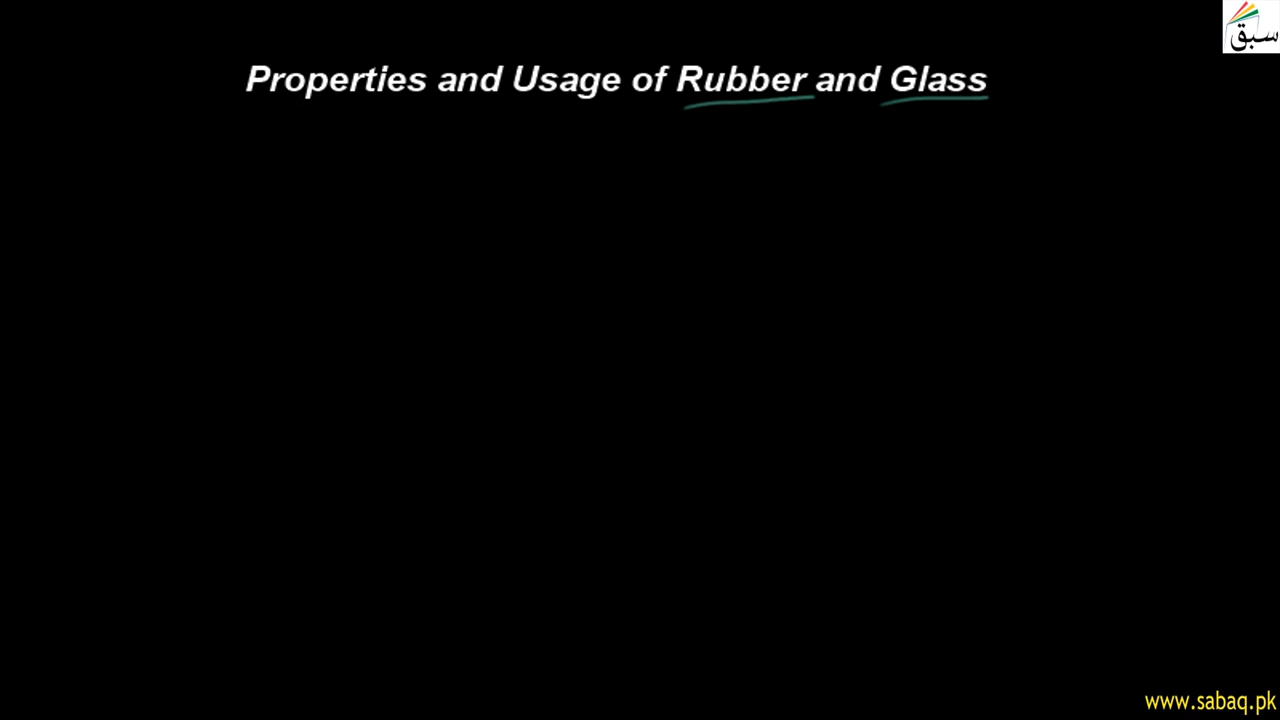 سبق
Properties and Usage of Rubber and Glass
www.sabaq.pk